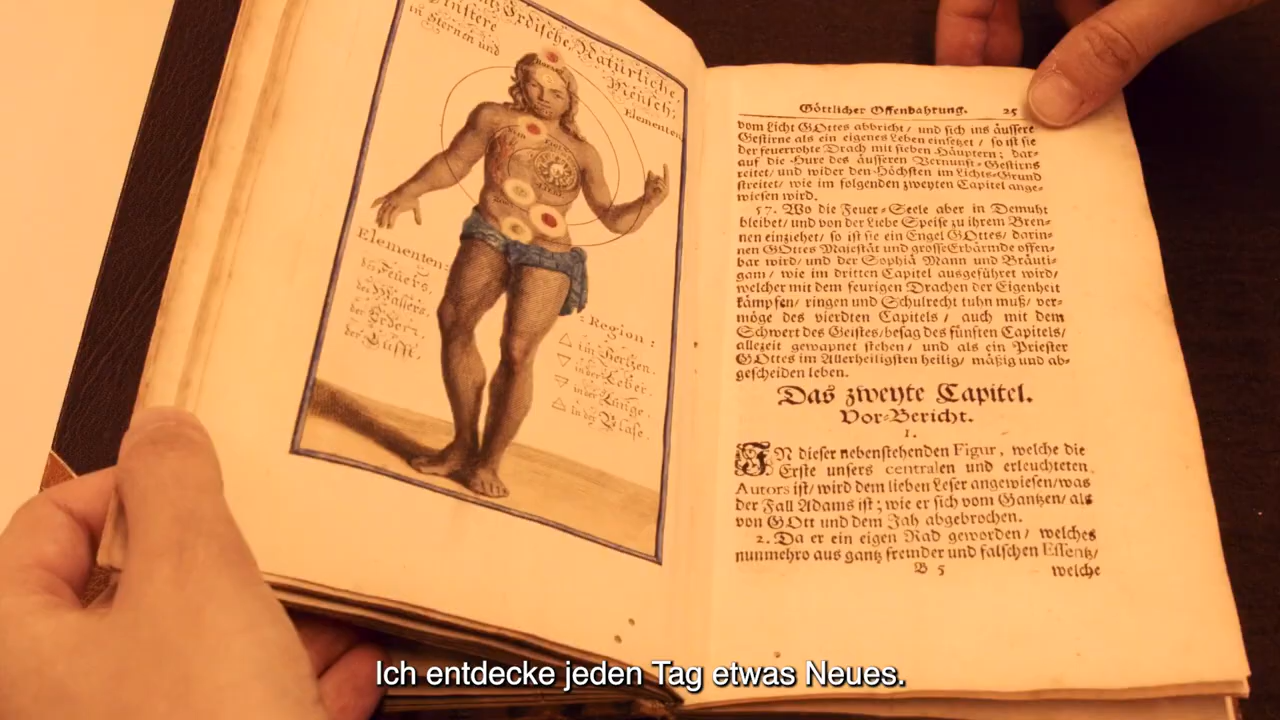 Irdische, Natürliche,
finstere Mensch;
in Sternen und Elementen
Elementen:
des Feuers.
des Wassers.
der Erden.
der Lufft.
Region:
im Hertzen.
in der Leber.
in der Lunge.
in der Blase.
Göttlicher Offenbahrung. 25
vom Licht GOttes abbricht/ und sich ins äussere
Gestirne als ein eigenes Leben einsetzet/ so ist sie
der feuerrohte Drach mit sieben Häuptern; dar-
auf die Hure des äusseren Vernunft-Gestirns
reitet/ und wider den Höchsten im Lichts-Grund
streitet/ wie im folgenden zweyten Capitel ange-
wiesen wird.
57. Wo die Feuer-Seele aber in Demuht
bleibet/ und von der Liebe Speise zu ihrem Bren-
nen einziehet/ so ist sie ein Engel GOttes/ darin-
nen GOttes Majestät und grosse Erbärmde offen-
bar wird/ und der Sophiä Mann und Bräuti-
gam/ wie im dritten Capitel ausgeführet wird/
welcher mit dem feurigen Drachen der Eigenheit
kämpfen/ ringen und Schulrecht tuhn muß/ ver-
möge des vierdten Capitels/ auch mit dem
Schwert des Geistes/ besag des fünften Capitels/
allezeit gewapnet stehen/ und als ein Priester
GOttes im Allerheiligsten heilig/ mäßig und ab-
gescheiden leben.
Das zweyte Capitel.
Vor-Bericht.
1.
IN dieser nebenstehenden Figur, welche die
Erste unsers centralen und erleuchteten
Autors ist/ wird dem lieben Leser angewiesen/ was
der Fall Adams ist; wie er sich vom Gantzen/ als
von GOtt und dem Jah abgebrochen.
2. Da er ein eigen Rad geworden/ welches
nunmehro aus gantz fremder und falschen Essentz/
B 5 welche
Ich entdecke jeden Tag etwas Neues.